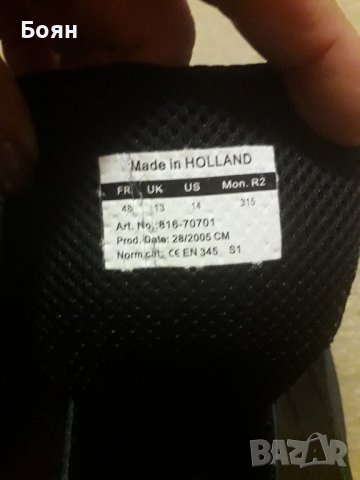 Боян
Made in HOLLAND
FR UK US Mon. R2
48 13 14 315
Art. No.:816-70701
Prod. Date: 28/2005 CM
Norm.cat.: CE EN 345 S1
BAZAR